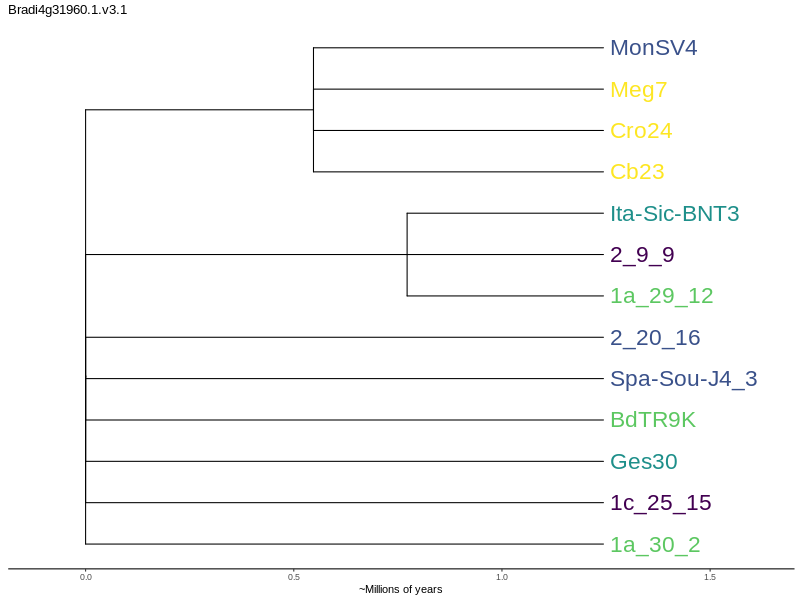 Bradi4g31960.1.v3.1
MonSV4
Meg7
Cro24
Cb23
Ita-Sic-BNT3
2_9_9
1a_29_12
2_20_16
Spa-Sou-J4_3
BdTR9K
Ges30
1c_25_15
1a_30_2
0.0 0.5 1.0 1.5
~Millions of years